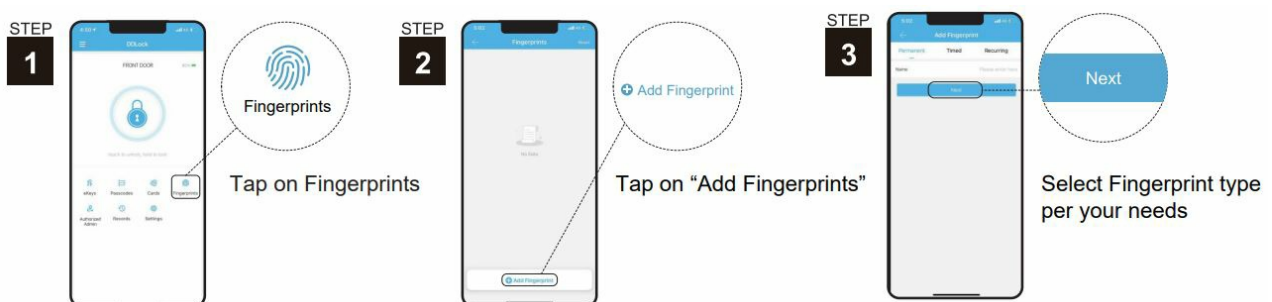 STEP
1
DDLock
FRONT DOOR
eKeys
Passcodes
Cards
Fingerprints
Authorized
Admin
Records
Settings
Fingerprints
Tap on Fingerprints
STEP
2
Fingerprints
No Data
Add Fingerprint
Add Fingerprint
Tap on “Add Fingerprints”
STEP
3
Add Fingerprint
Permanent
Timed
Recurring
Name
Next
Next
Select Fingerprint type
per your needs